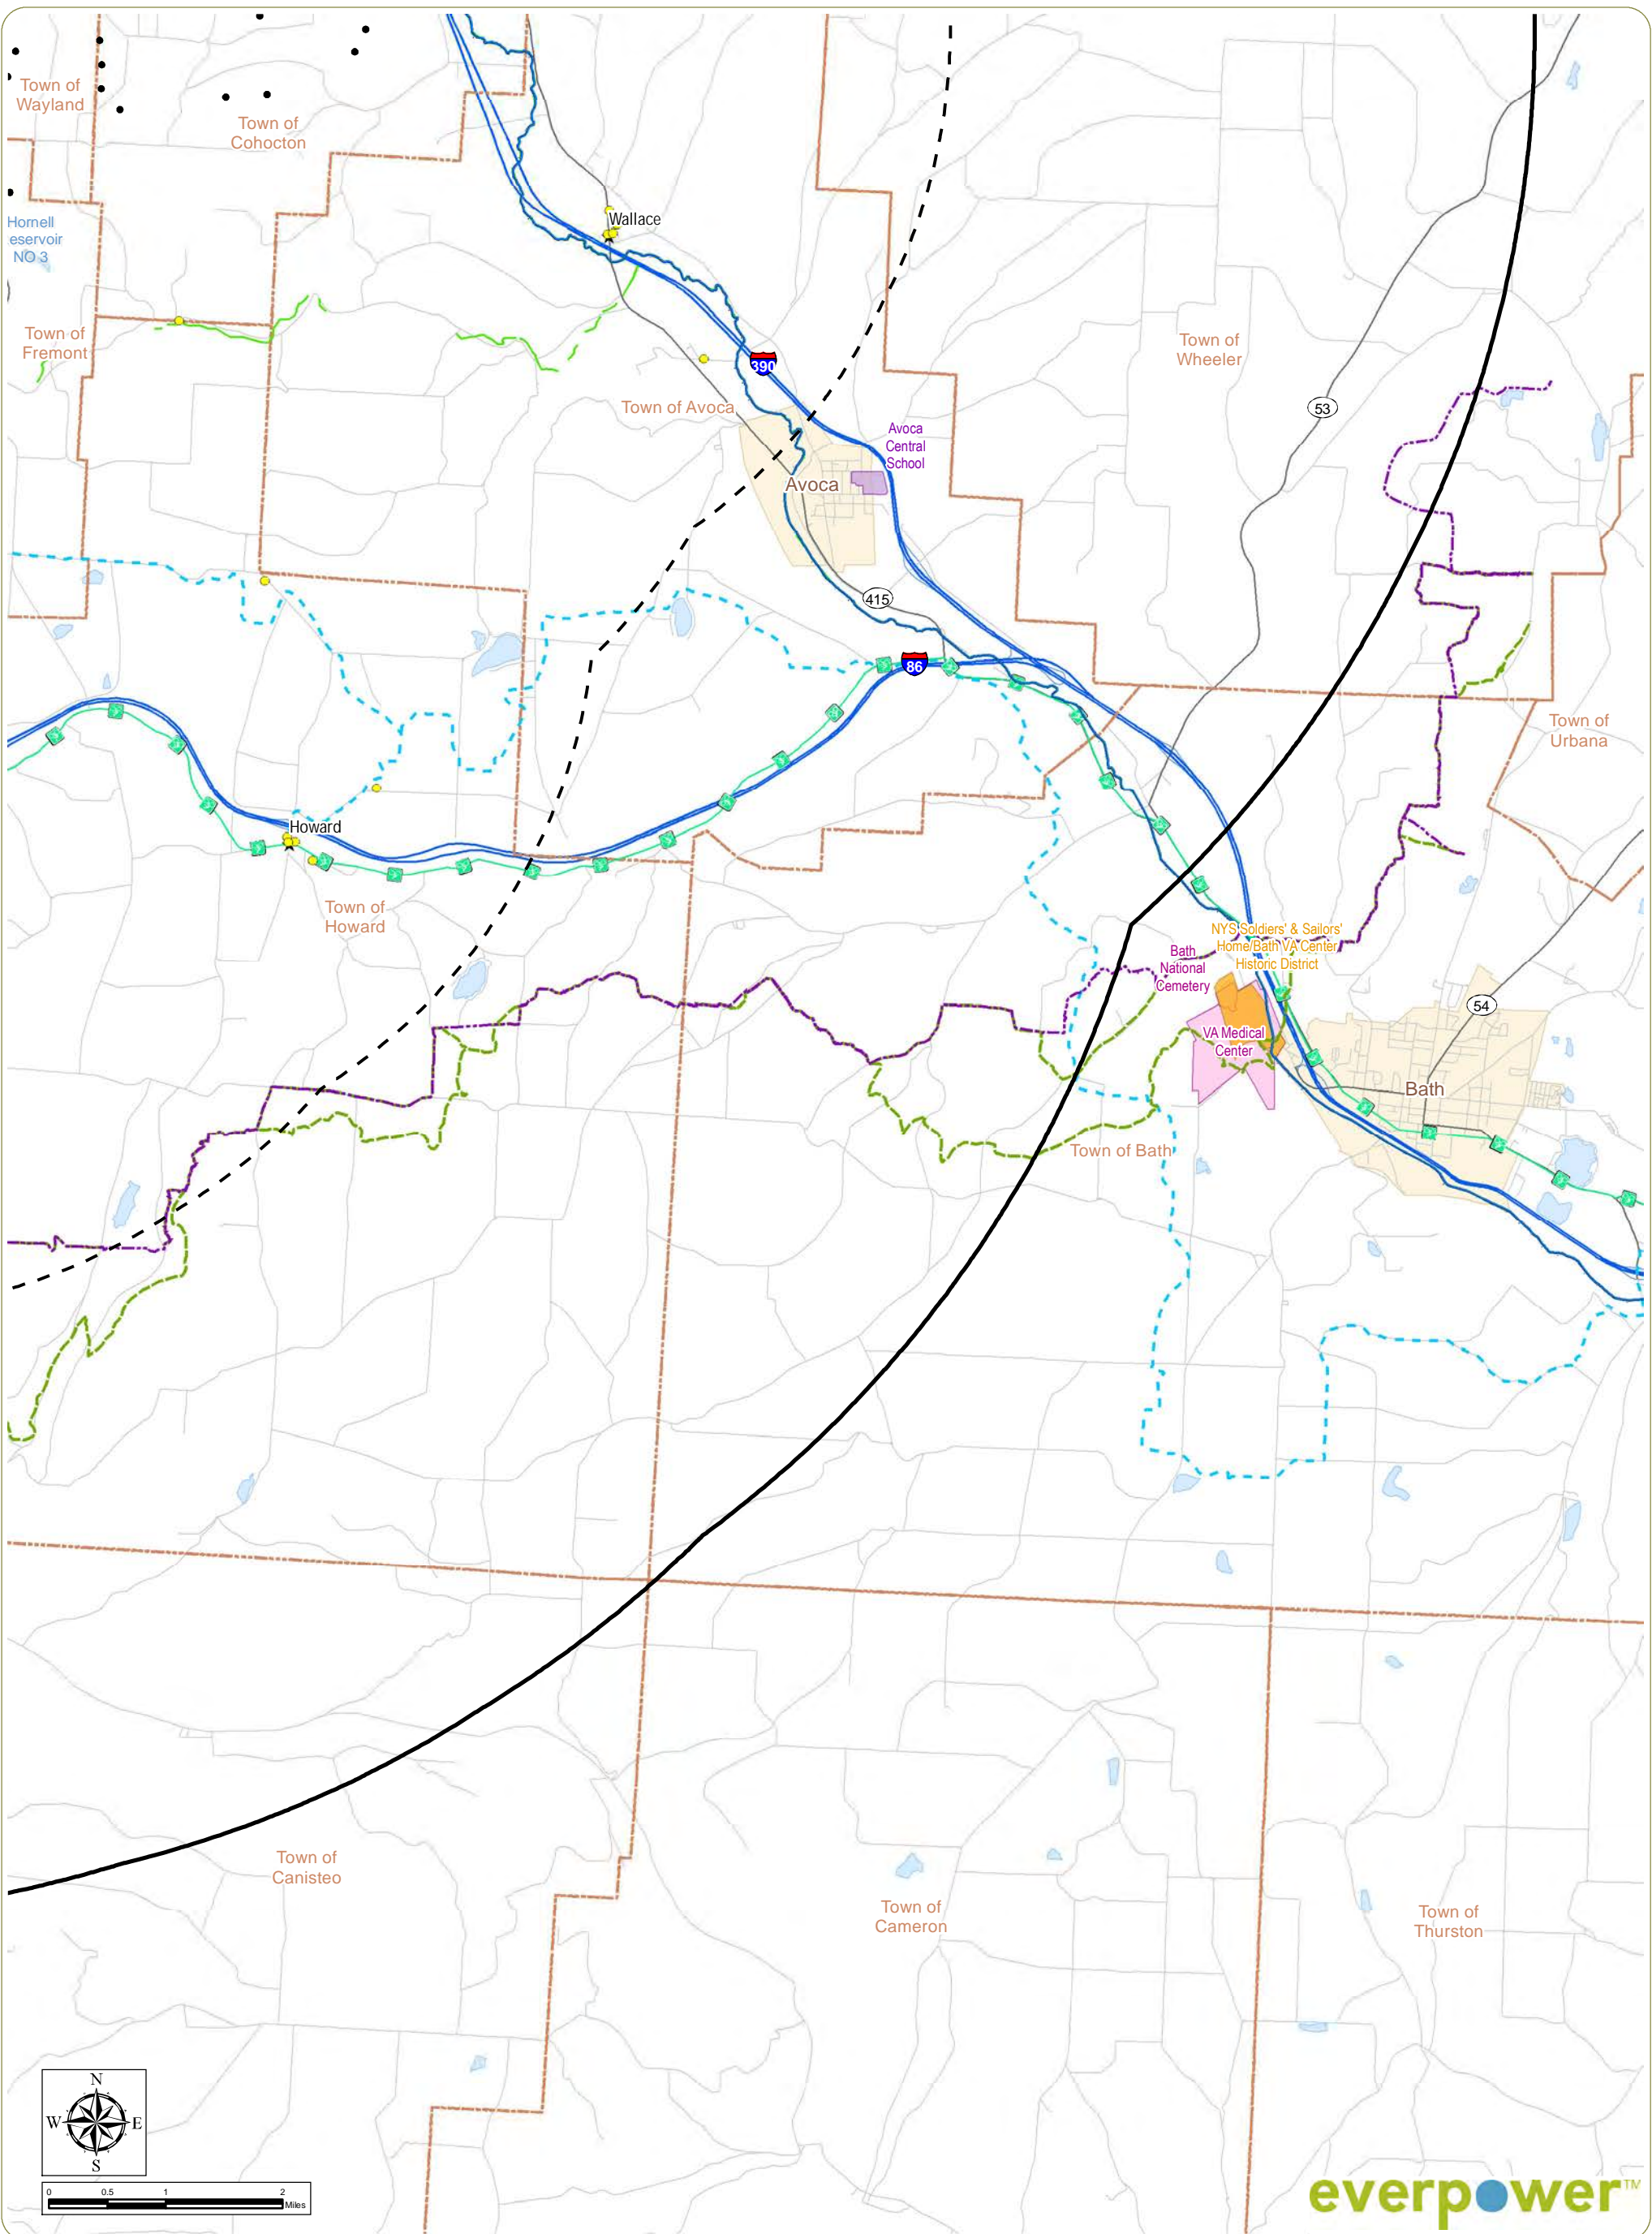 Town of
Wayland
Town of
Cohocton
Hornell
eservoir
NO 3
Wallace
Town of
Fremont
Town of
Wheeler
390
53
Town of Avoca
Avoca
Central
School
Avoca
415
86
Town of
Urbana
Howard
Town of
Howard
NYS Soldiers' & Sailors'
Home/Bath VA Center
Historic District
Bath
National
Cemetery
54
VA Medical
Center
Bath
Town of Bath
Town of
Canisteo
Town of
Cameron
Town of
Thurston
N
W
E
S
0 0.5 1 2
Miles
everpower™